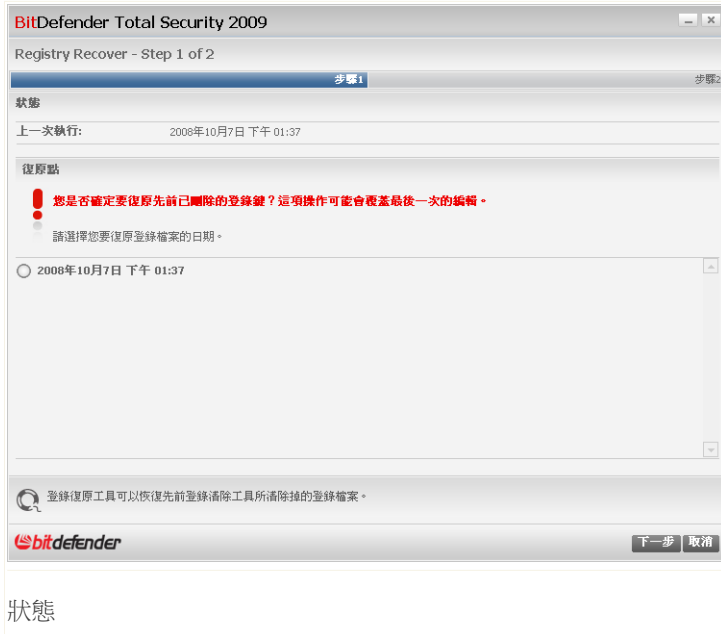 BitDefender Total Security 2009
Registry Recover - Step 1 of 2
步驟1
步驟2
狀態
上一次執行: 2008年10月7日 下午 01:37
復原點
您是否確定要復原先前已刪除的登錄鍵？這項操作可能會覆蓋最後一次的編輯。
請選擇您要復原登錄檔案的日期。
2008年10月7日 下午 01:37
登錄復原工具可以恢復先前登錄清除工具所清除掉的登錄檔案。
bitdefender
下一步 取消
狀態